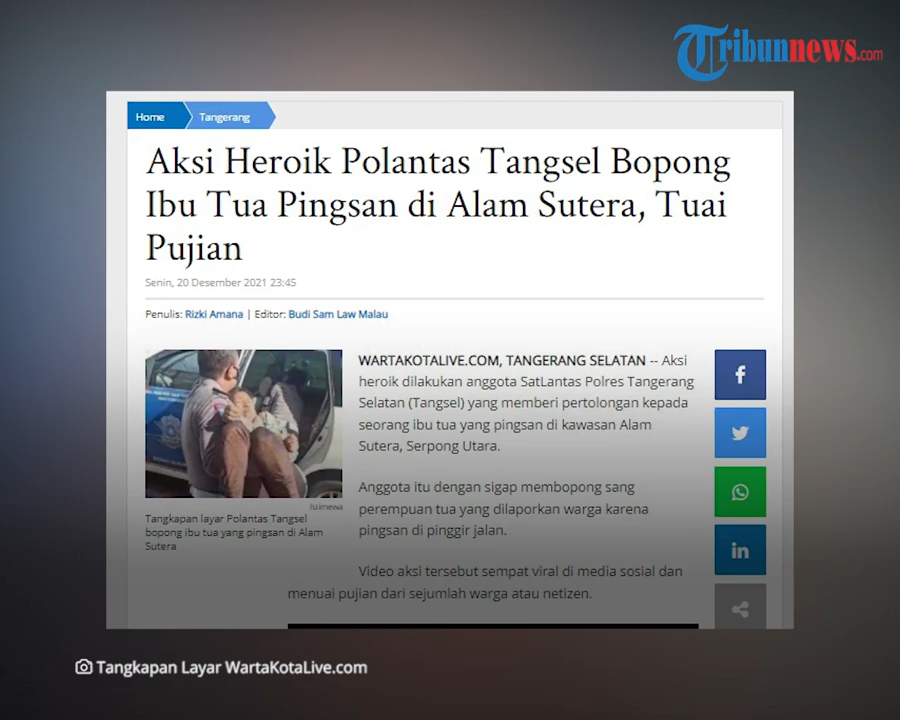 Tribunnews.com
Home
Tangerang
Aksi Heroik Polantas Tangsel Bopong
Ibu Tua Pingsan di Alam Sutera, Tuai
Pujian
Senin, 20 Desember 2021 23:45
Penulis: Rizki Amana | Editor: Budi Sam Law Malau
WARTAKOTALIVE.COM, TANGERANG SELATAN -- Aksi
heroik dilakukan anggota SatLantas Polres Tangerang
Selatan (Tangsel) yang memberi pertolongan kepada
seorang ibu tua yang pingsan di kawasan Alam
Sutera, Serpong Utara.
Istimewa
Tangkapan layar Polantas Tangsel
bopong ibu tua yang pingsan di Alam
Sutera
Anggota itu dengan sigap membopong sang
perempuan tua yang dilaporkan warga karena
pingsan di pinggir jalan.
Video aksi tersebut sempat viral di media sosial dan
menuai pujian dari sejumlah warga atau netizen.
Tangkapan Layar WartaKotaLive.com